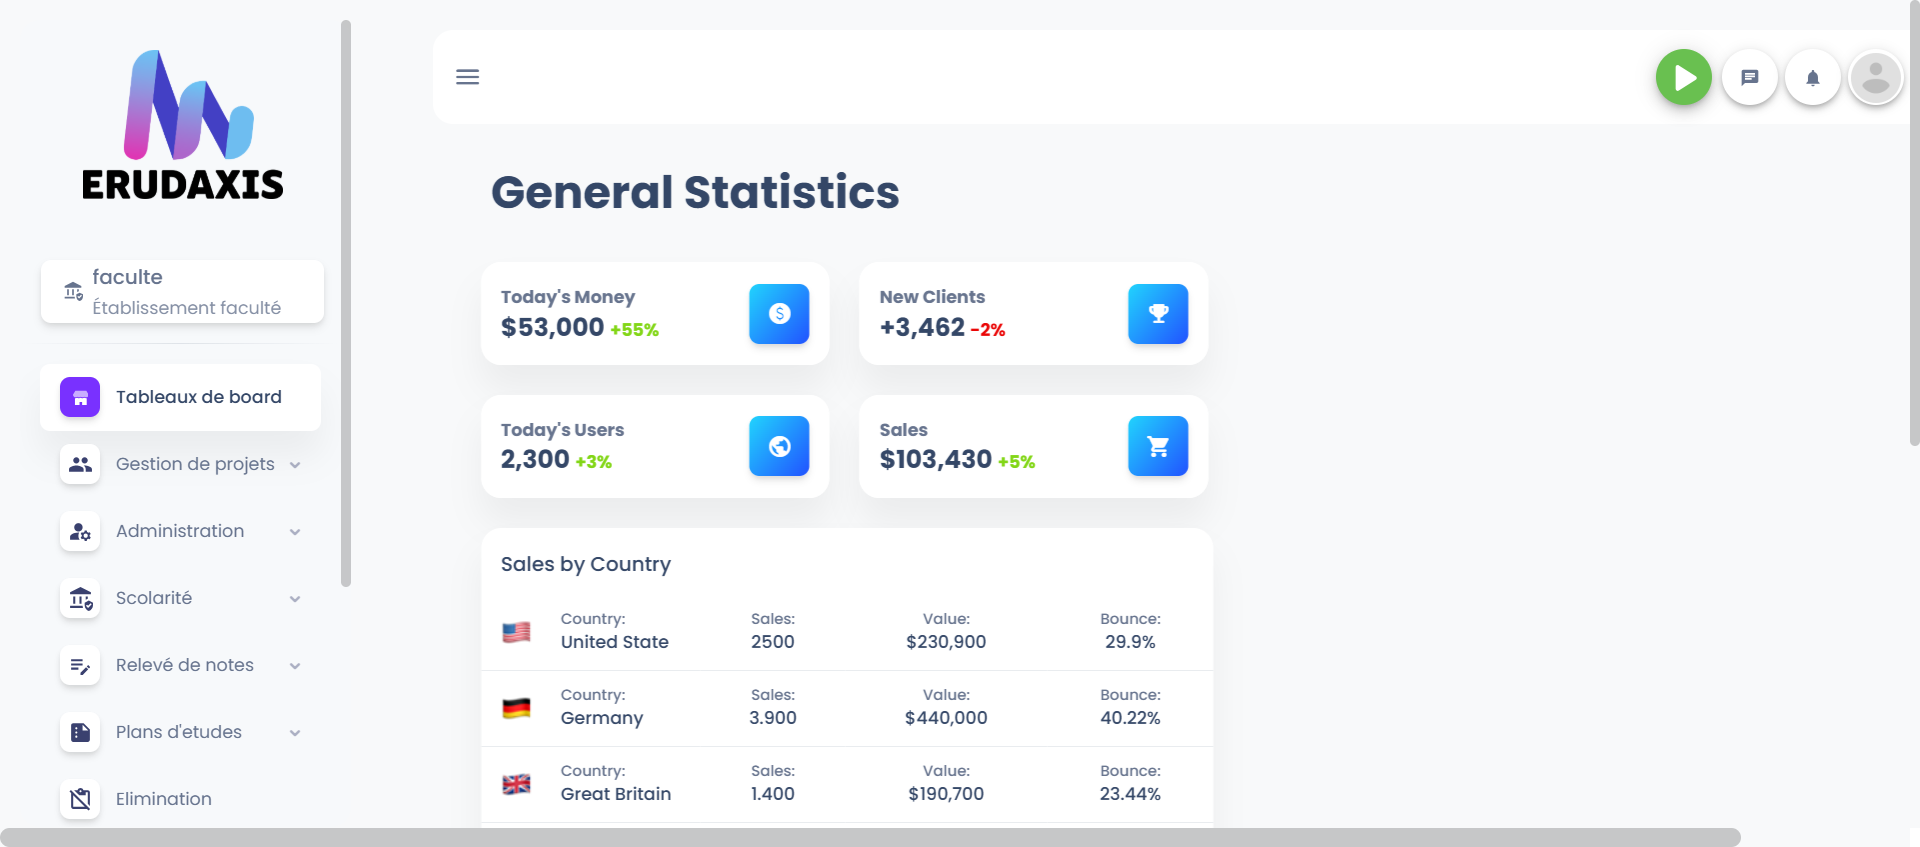 ERUDAXIS
faculte
Établissement faculté
Tableaux de board
Gestion de projets
Administration
Scolarité
Relevé de notes
Plans d'etudes
Elimination
General Statistics
Today's Money
$53,000 +55%
New Clients
+3,462 -2%
Today's Users
2,300 +3%
Sales
$103,430 +5%
Sales by Country
Country: Sales: Value: Bounce:
United State 2500 $230,900 29.9%
Country: Sales: Value: Bounce:
Germany 3.900 $440,000 40.22%
Country: Sales: Value: Bounce:
Great Britain 1.400 $190,700 23.44%